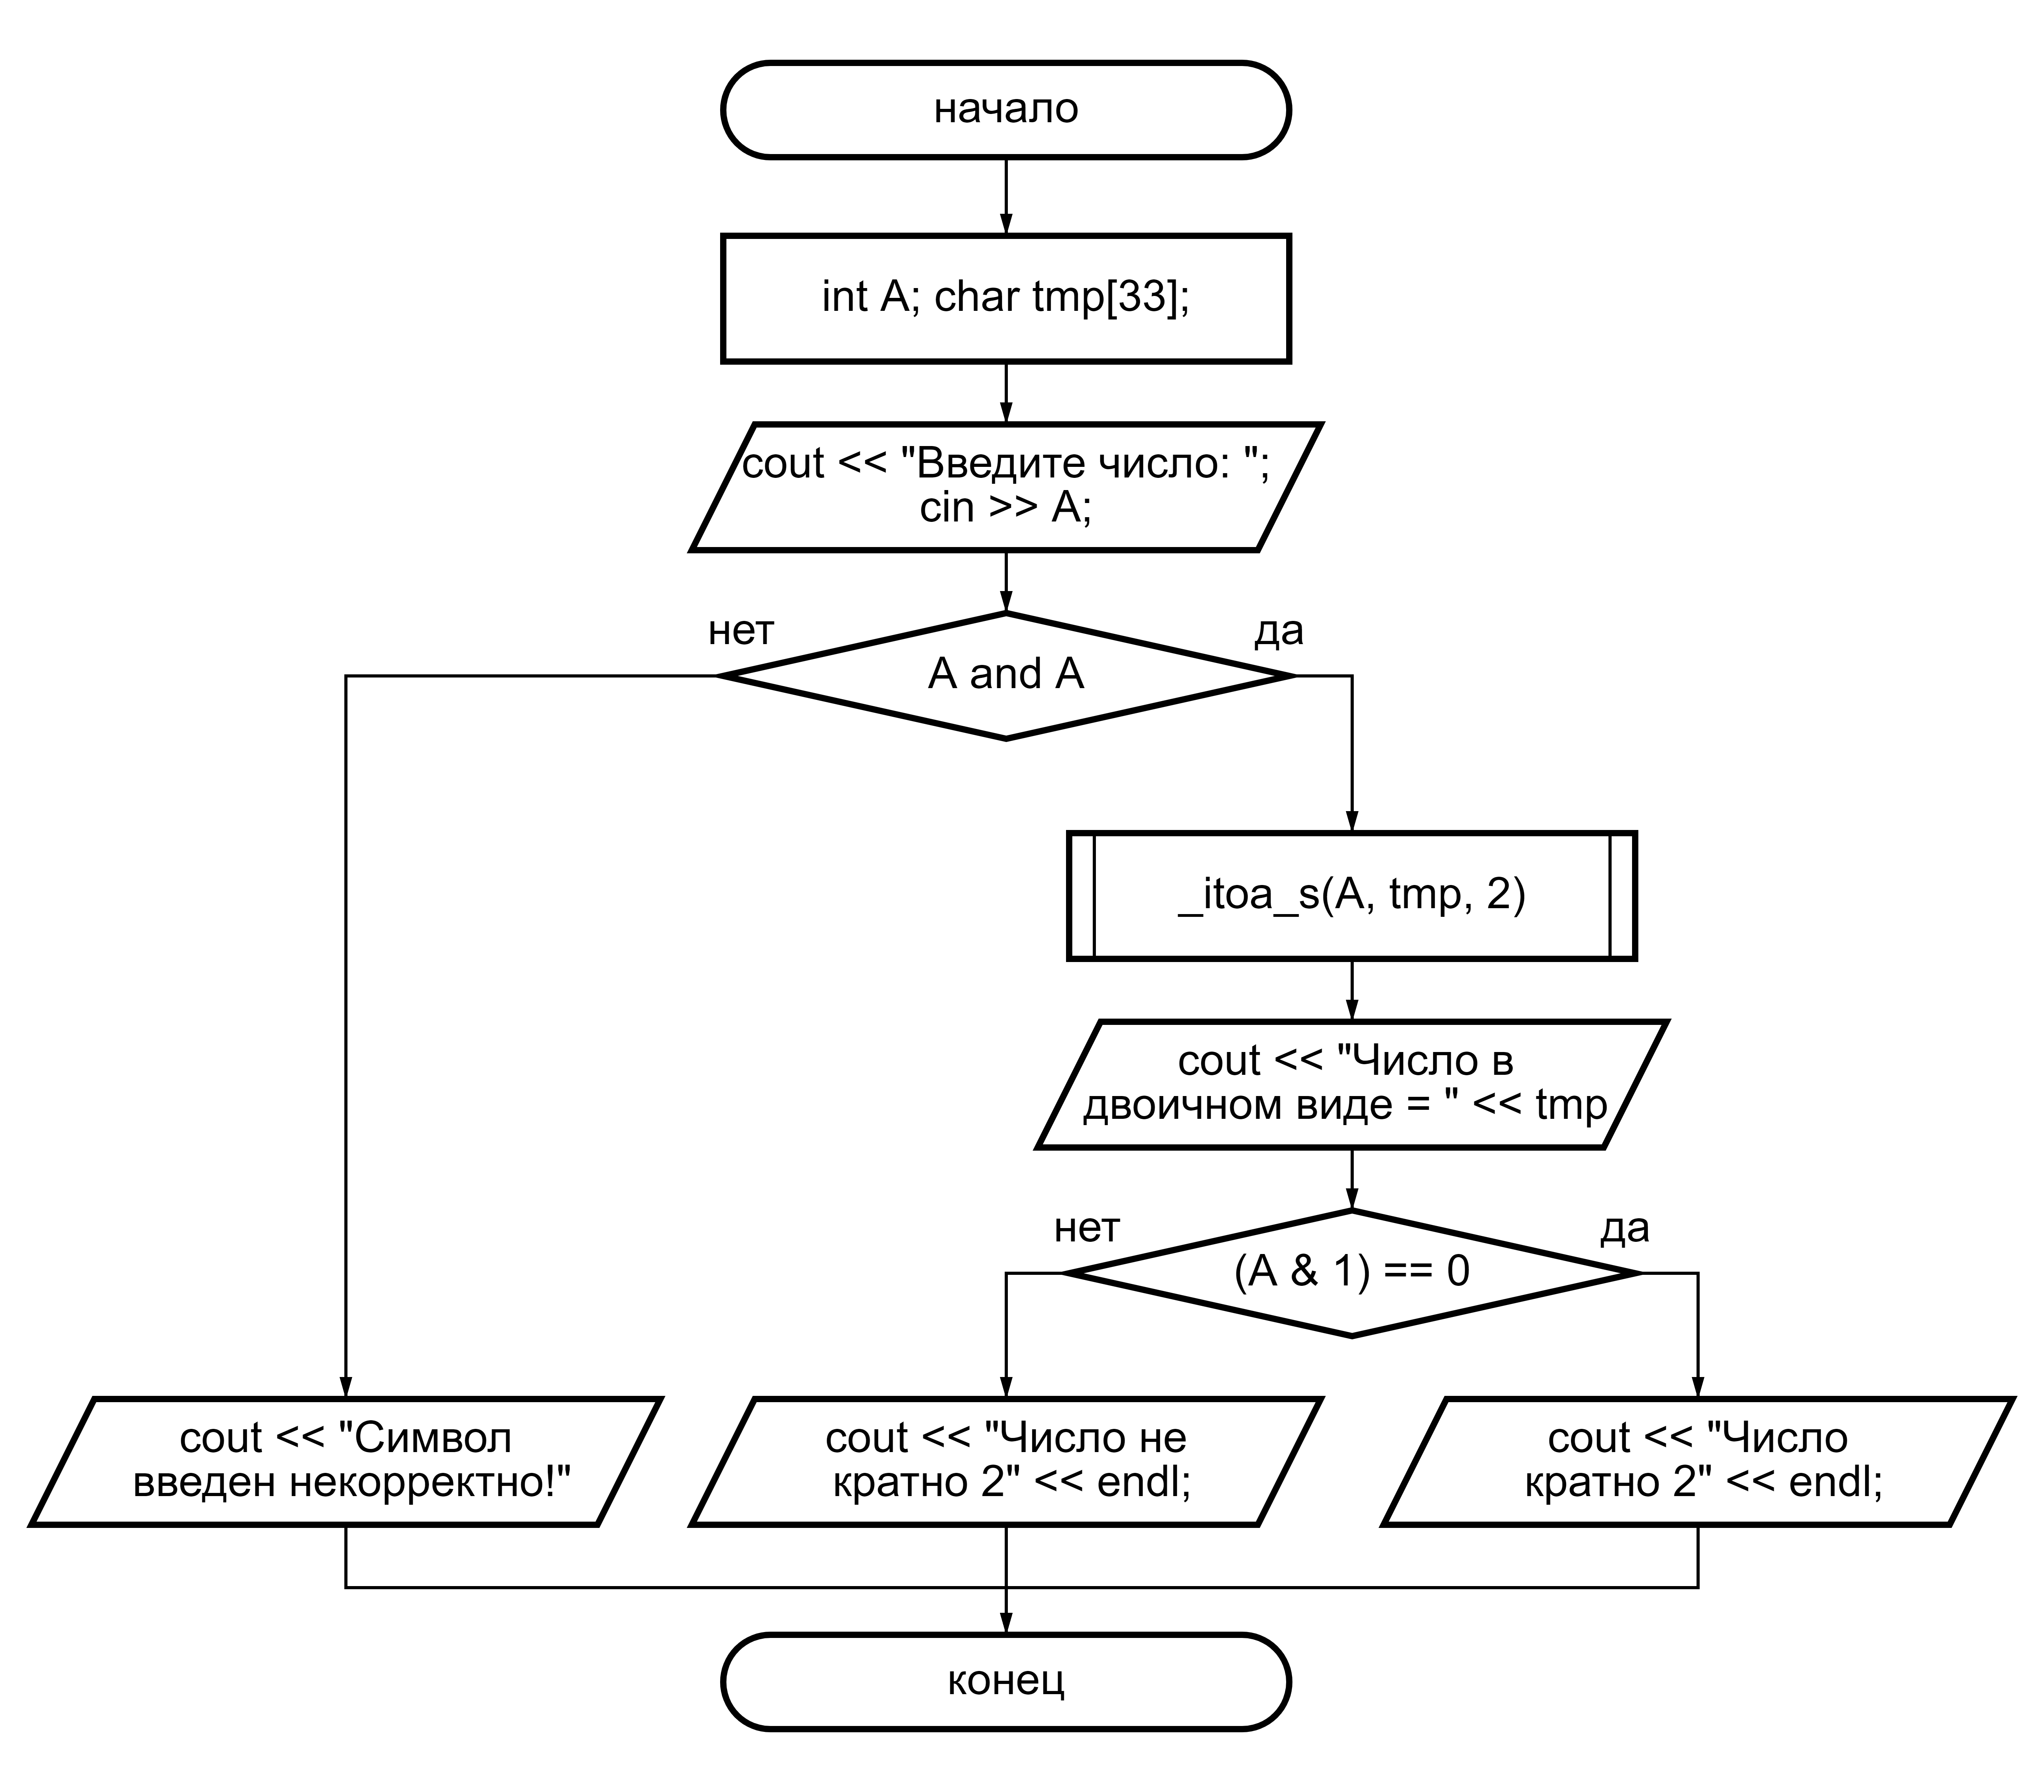 начало
int A; char tmp[33];
cout << "Введите число: ";
cin >> A;
нет
да
A and A
_itoa_s(A, tmp, 2)
cout << "Число в
двоичном виде = " << tmp
нет
да
(A & 1) == 0
cout << "Символ
введен некорректно!"
cout << "Число не
кратно 2" << endl;
cout << "Число
кратно 2" << endl;
конец